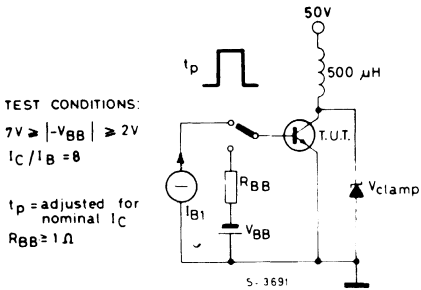 50V
tp
500 µH
TEST CONDITIONS:
7V ≥ |-VBB| ≥ 2V
IC/IB = 8
T.U.T.
tp = adjusted for
nominal IC
RBB ≥ 1 Ω
IB1
RBB
VBB
Vclamp
S-3691